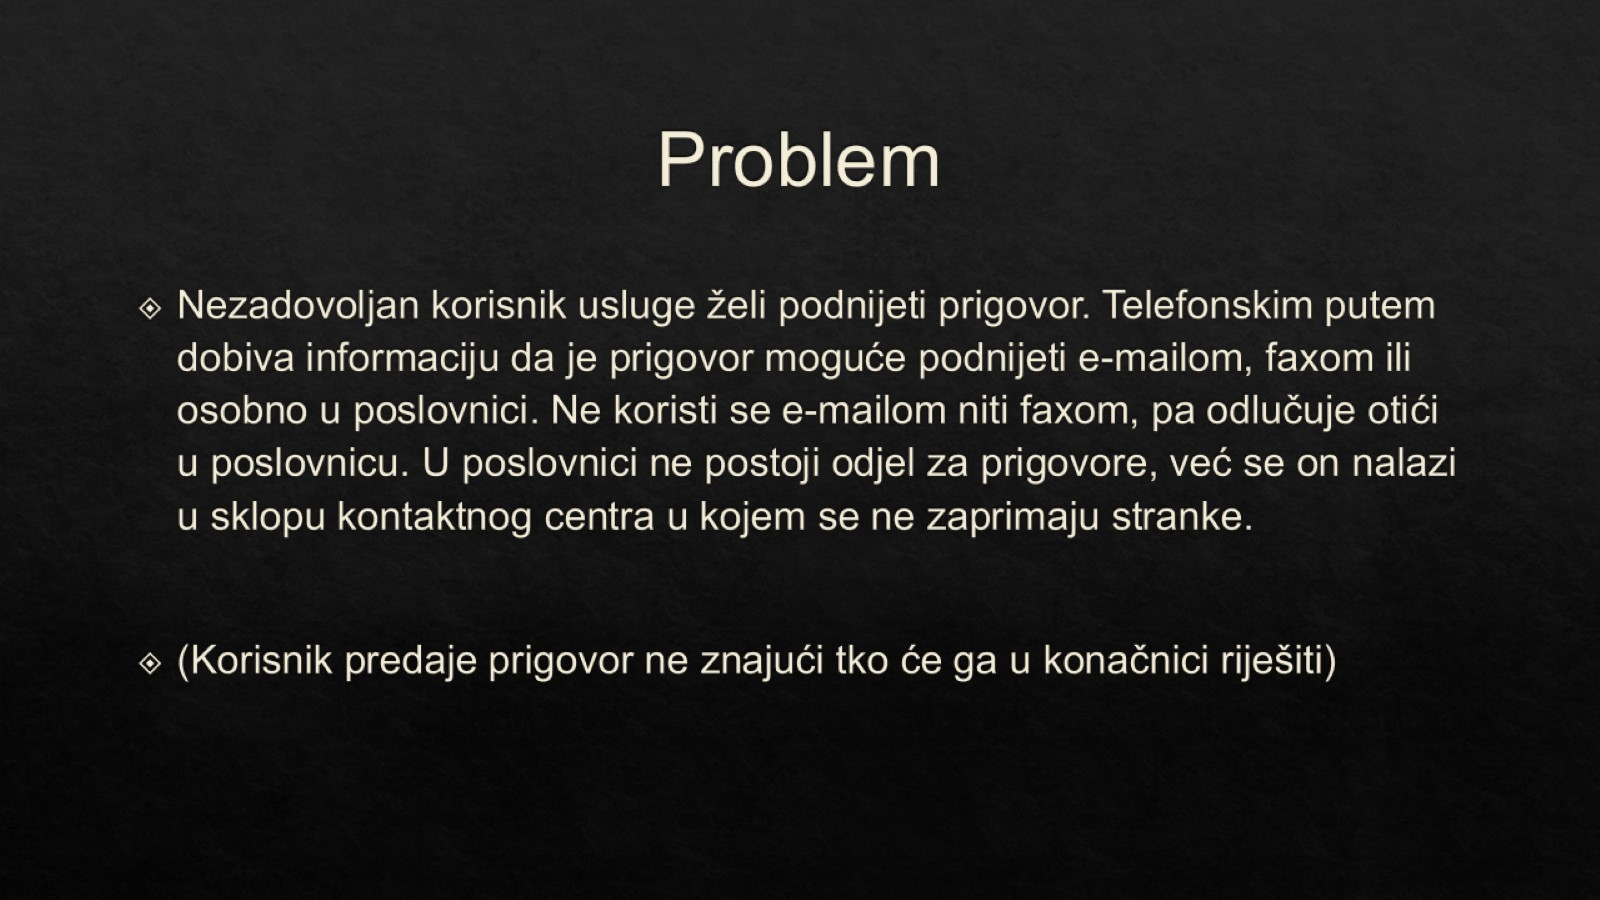 Problem
Nezadovoljan korisnik usluge želi podnijeti prigovor. Telefonskim putem
dobiva informaciju da je prigovor moguće podnijeti e-mailom, faxom ili
osobno u poslovnici. Ne koristi se e-mailom niti faxom, pa odlučuje otići
u poslovnicu. U poslovnici ne postoji odjel za prigovore, već se on nalazi
u sklopu kontaktnog centra u kojem se ne zaprimaju stranke.
(Korisnik predaje prigovor ne znajući tko će ga u konačnici riješiti)